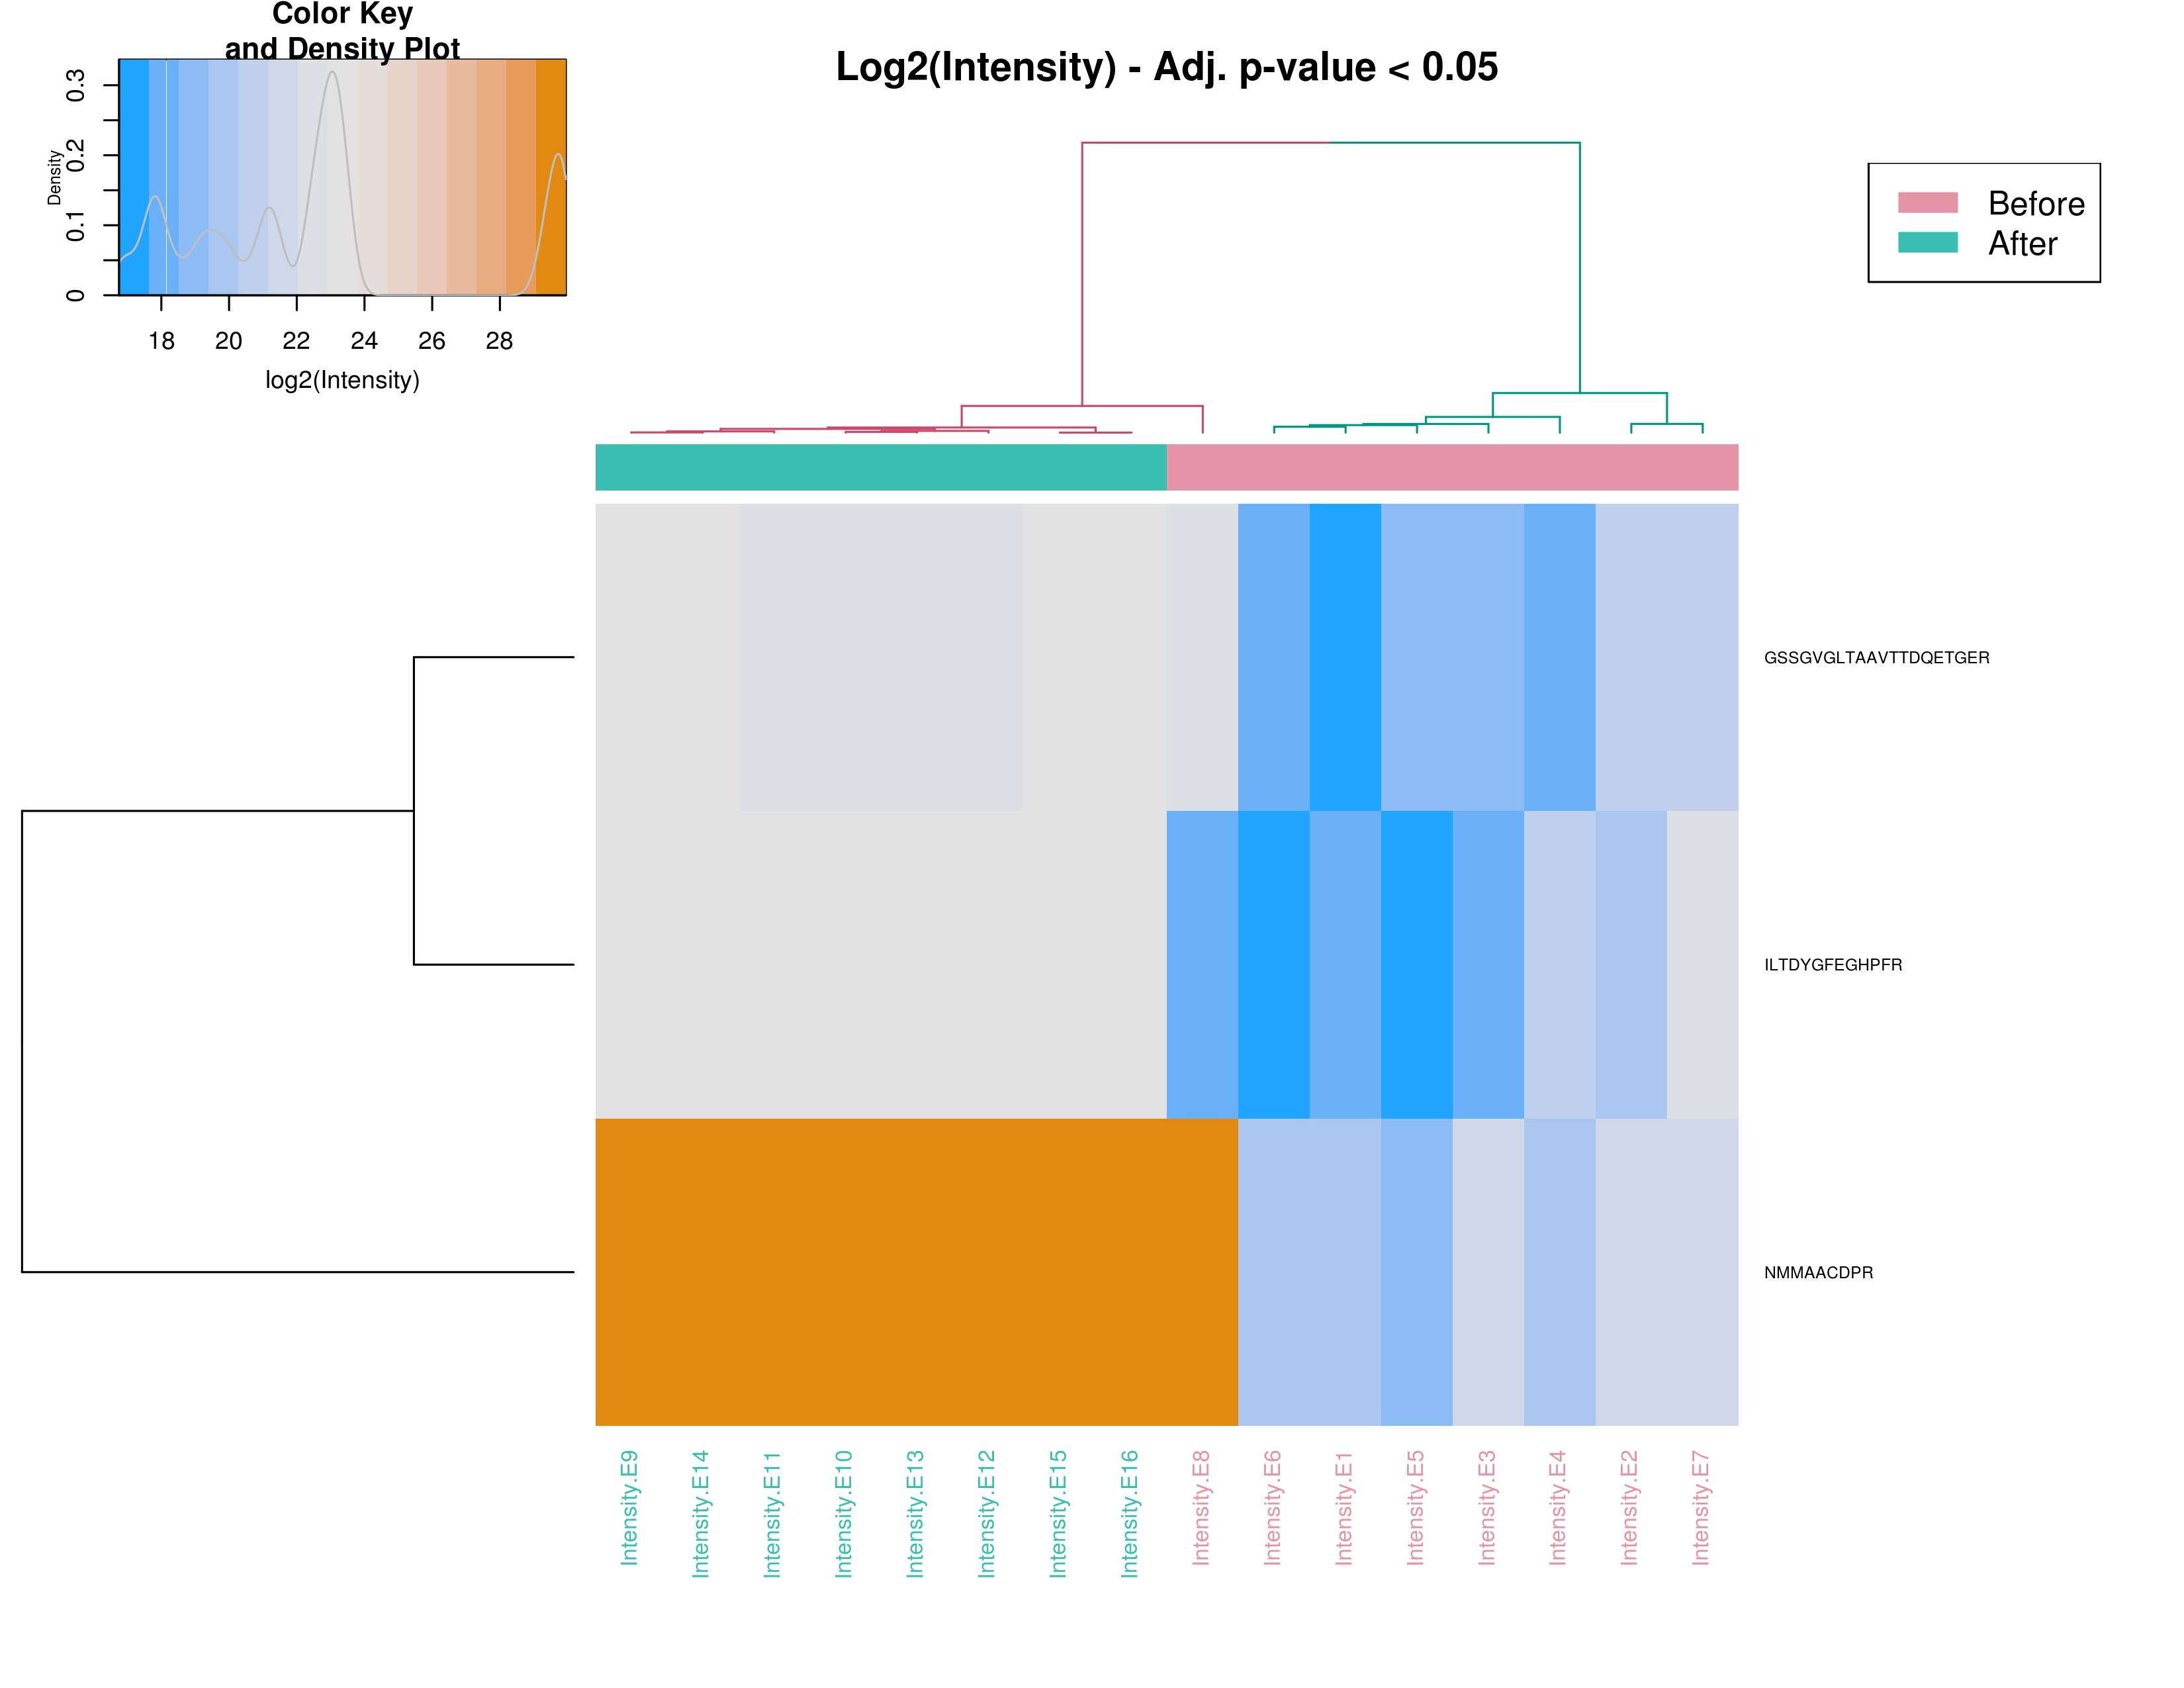 Color Key
and Density Plot
Density
0
0.1
0.2
0.3
18 20 22 24 26 28
log2(Intensity)
Log2(Intensity) - Adj. p-value < 0.05
Before
After
GSSGVGLTAAVTTDQETGER
ILTDYGFEGHPFR
NMMAACDPR
Intensity.E9
Intensity.E14
Intensity.E11
Intensity.E10
Intensity.E13
Intensity.E12
Intensity.E15
Intensity.E16
Intensity.E8
Intensity.E6
Intensity.E1
Intensity.E5
Intensity.E3
Intensity.E4
Intensity.E2
Intensity.E7